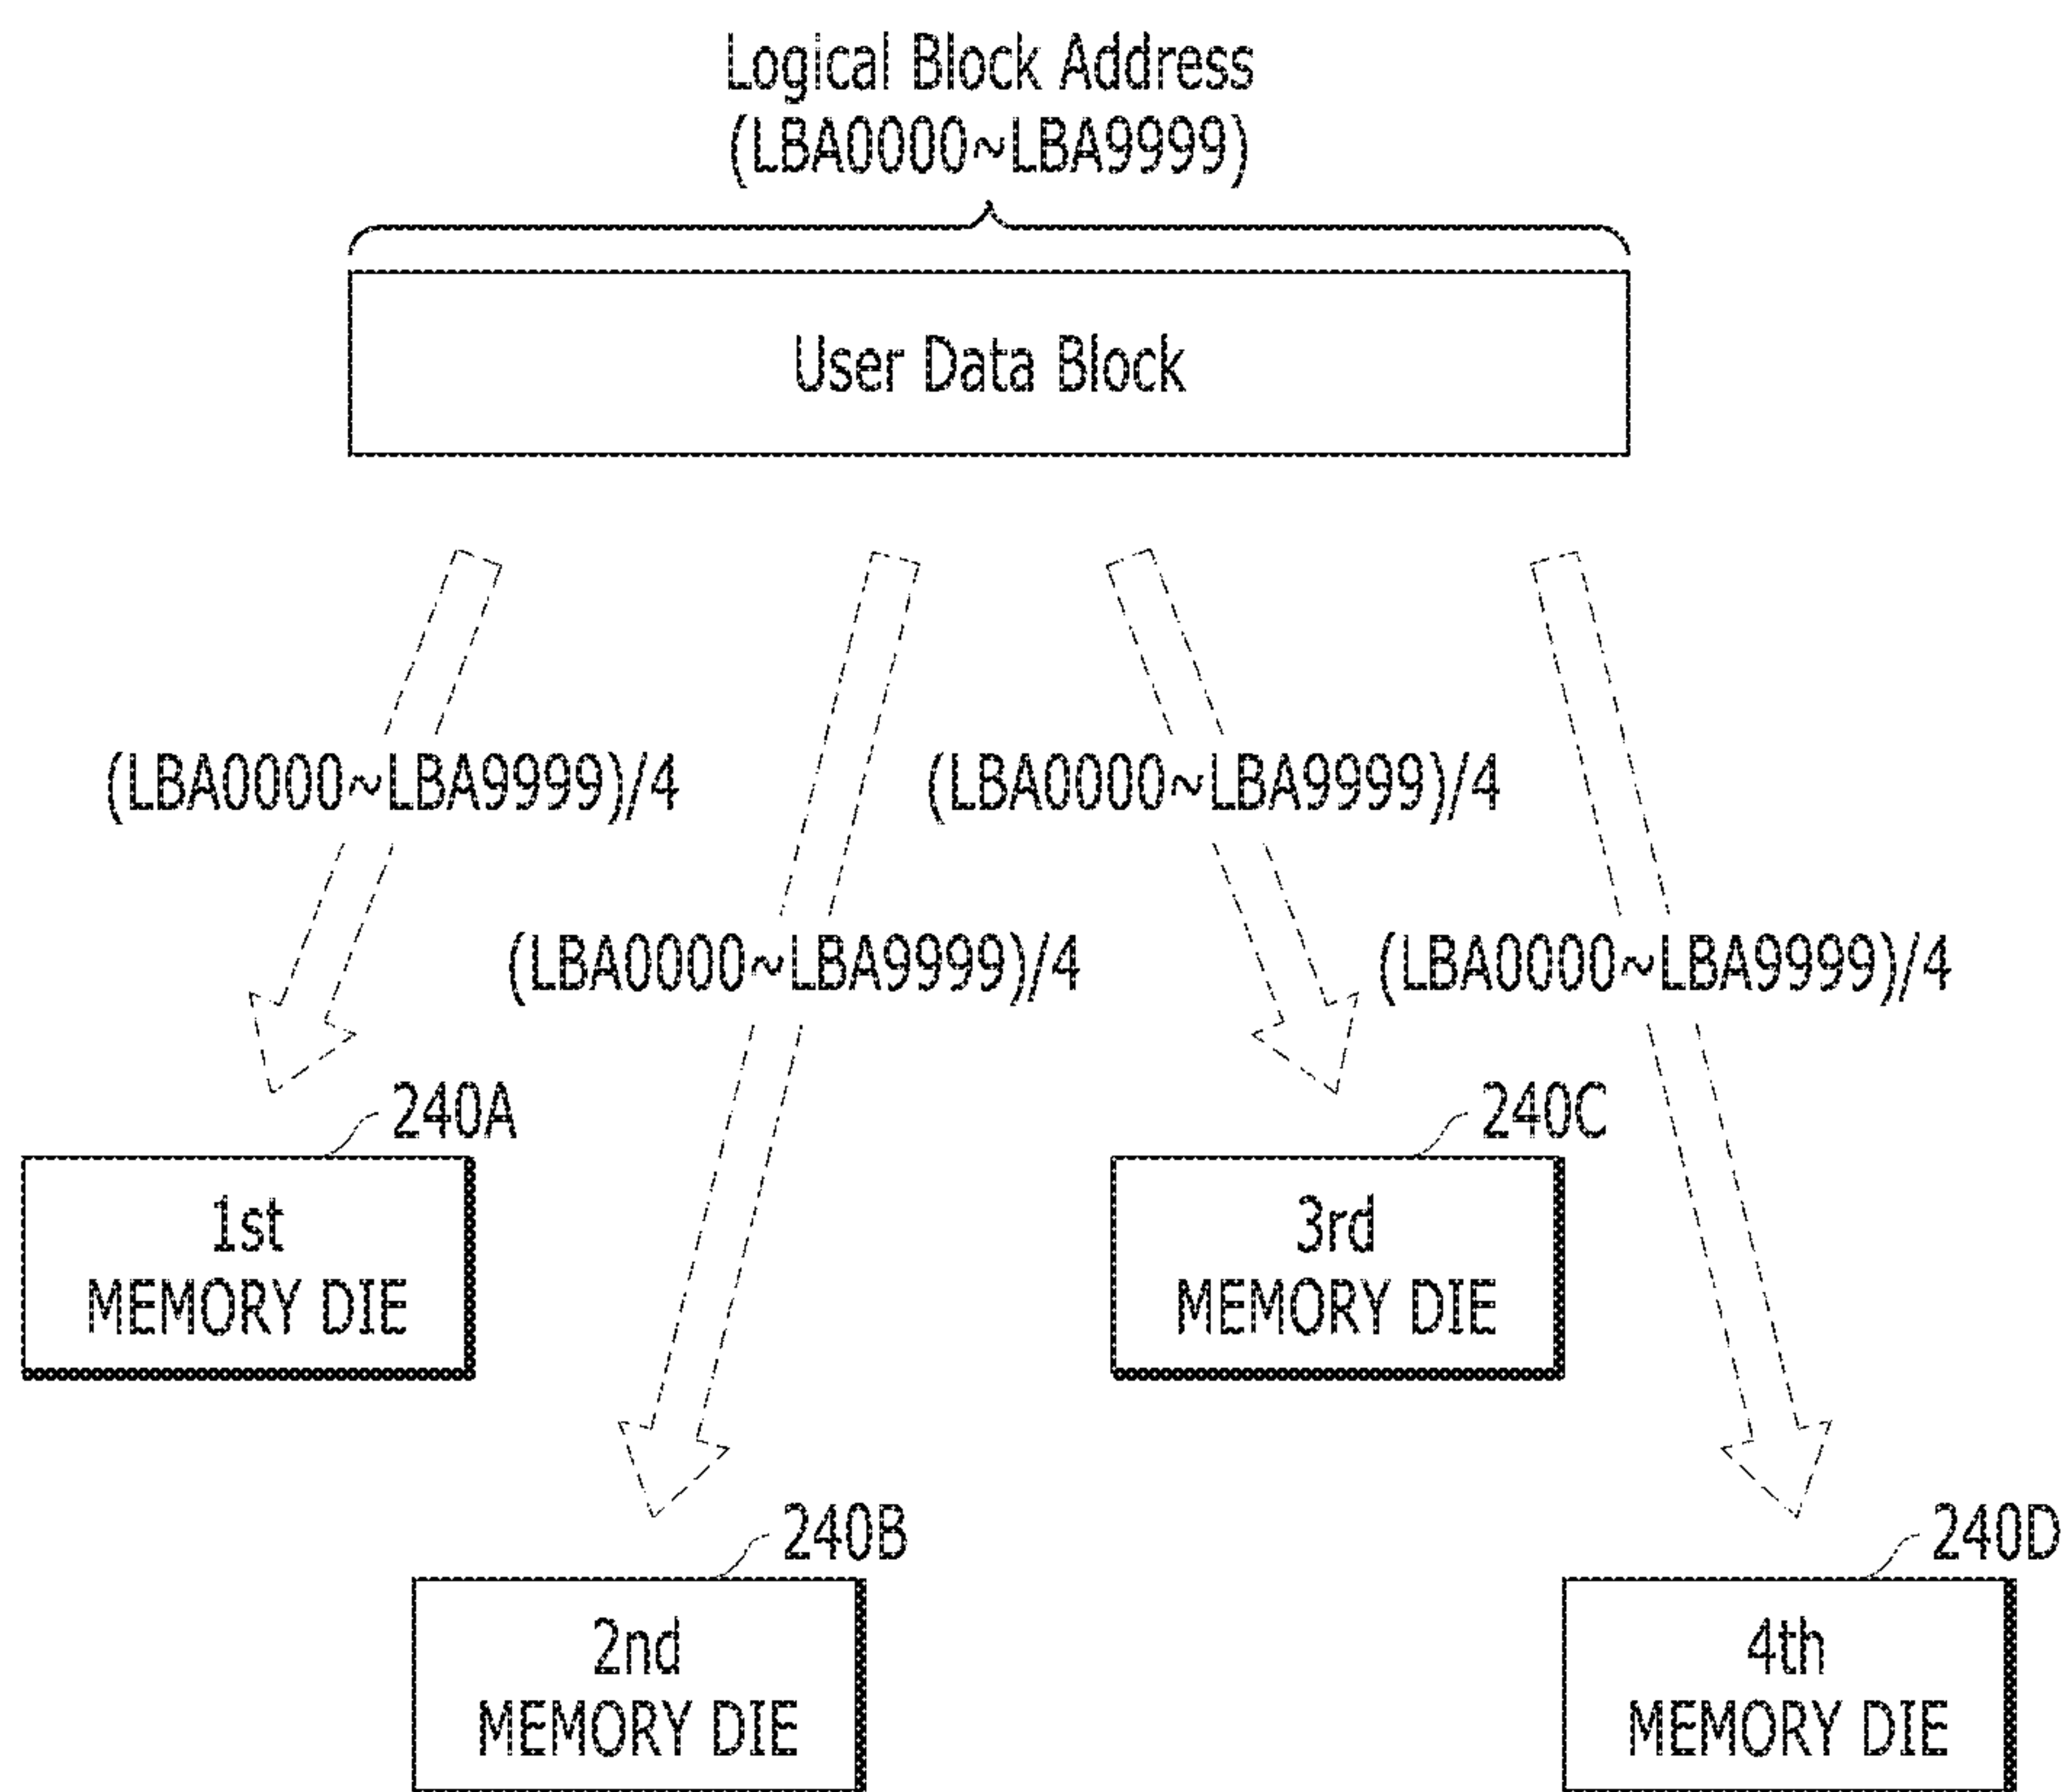 Logical Block Address
(LBA0000~LBA9999)
User Data Block
(LBA0000~LBA9999)/4
(LBA0000~LBA9999)/4
(LBA0000~LBA9999)/4
(LBA0000~LBA9999)/4
240A
240C
1st
MEMORY DIE
3rd
MEMORY DIE
240B
240D
2nd
MEMORY DIE
4th
MEMORY DIE